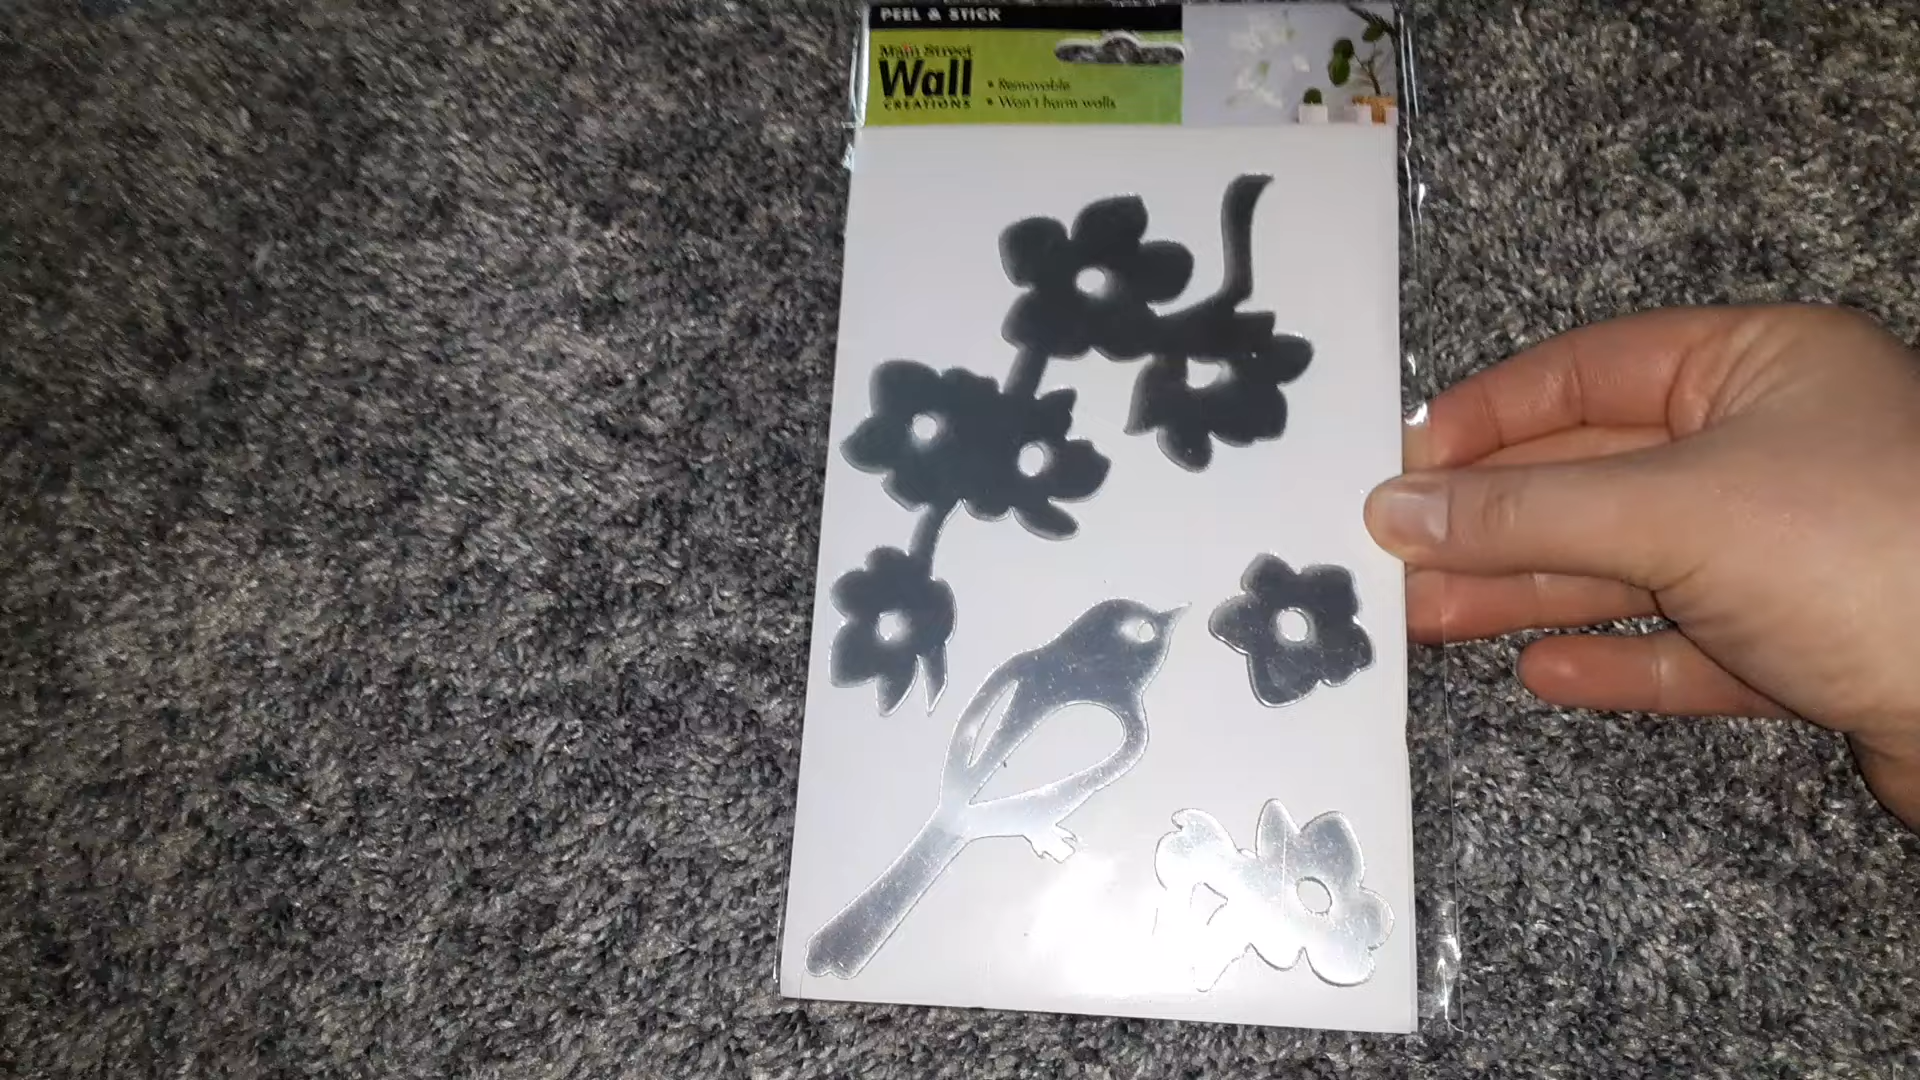 PEEL & STICK
Main Street
Wall
CREATIONS
• Removable
• Won't harm walls